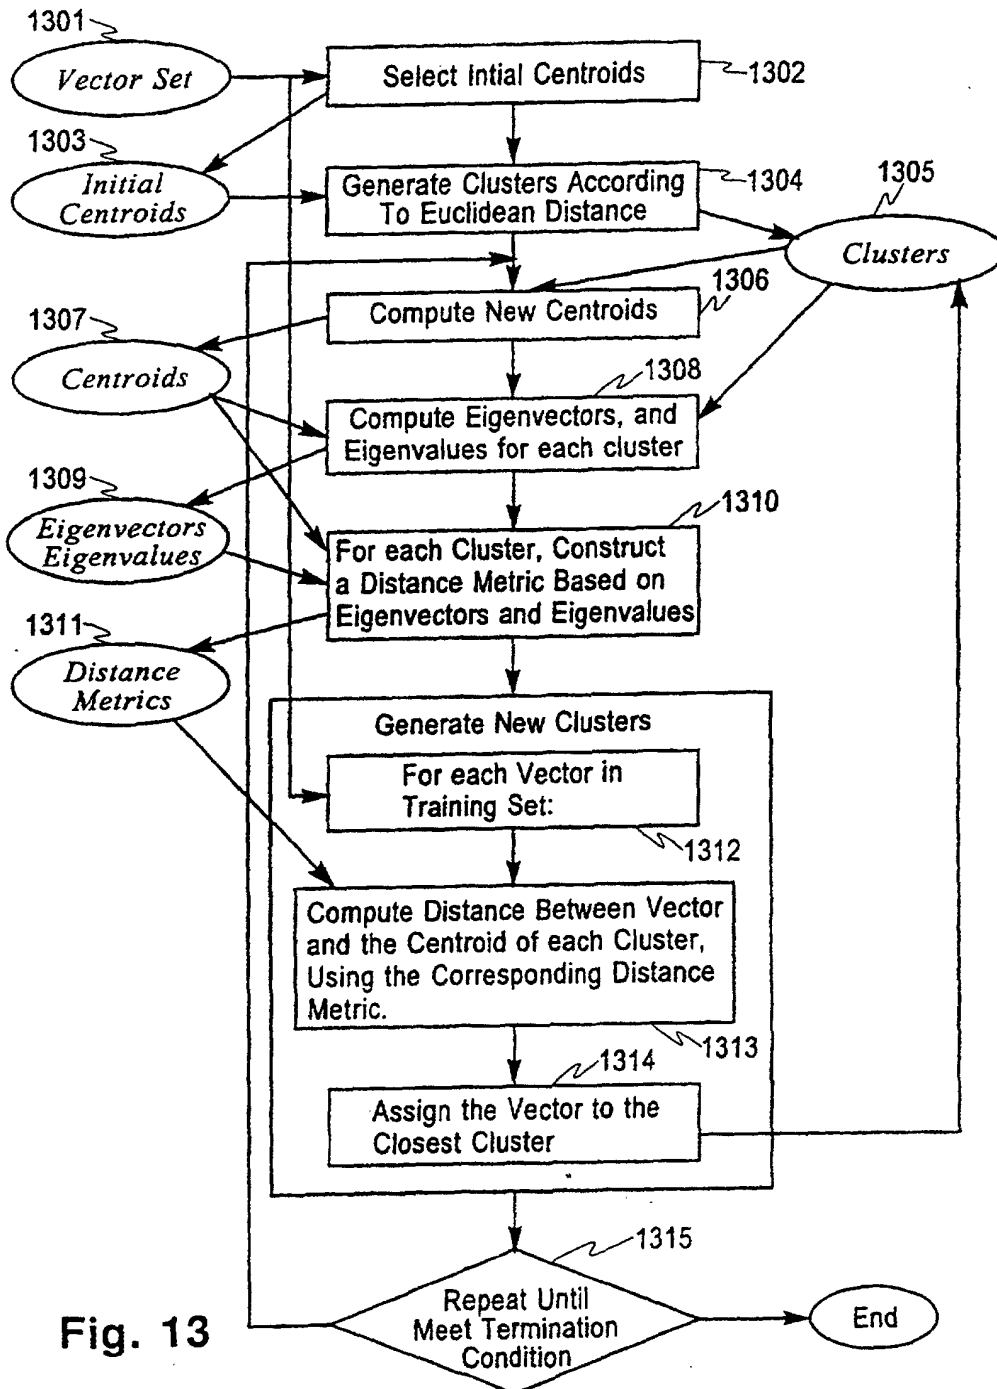 1301
Vector Set
Select Intial Centroids
1302
1303
Initial
Centroids
Generate Clusters According
To Euclidean Distance
1304
1305
Clusters
Compute New Centroids
1306
1307
Centroids
1308
Compute Eigenvectors, and
Eigenvalues for each cluster
1309
Eigenvectors
Eigenvalues
1310
For each Cluster, Construct
a Distance Metric Based on
Eigenvectors and Eigenvalues
1311
Distance
Metrics
Generate New Clusters
For each Vector in
Training Set:
1312
Compute Distance Between Vector
and the Centroid of each Cluster,
Using the Corresponding Distance
Metric.
1313
1314
Assign the Vector to the
Closest Cluster
1315
Repeat Until
Meet Termination
Condition
End
Fig. 13